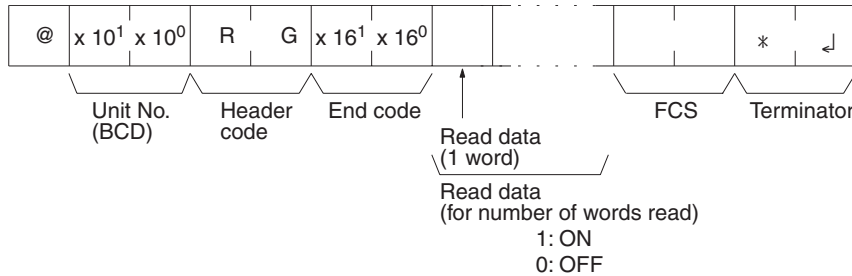 @ x 10¹ x 10⁰ R G x 16¹ x 16⁰ * ↲
Unit No. (BCD)
Header code
End code
FCS
Terminator
Read data
(1 word)
Read data
(for number of words read)
1: ON
0: OFF